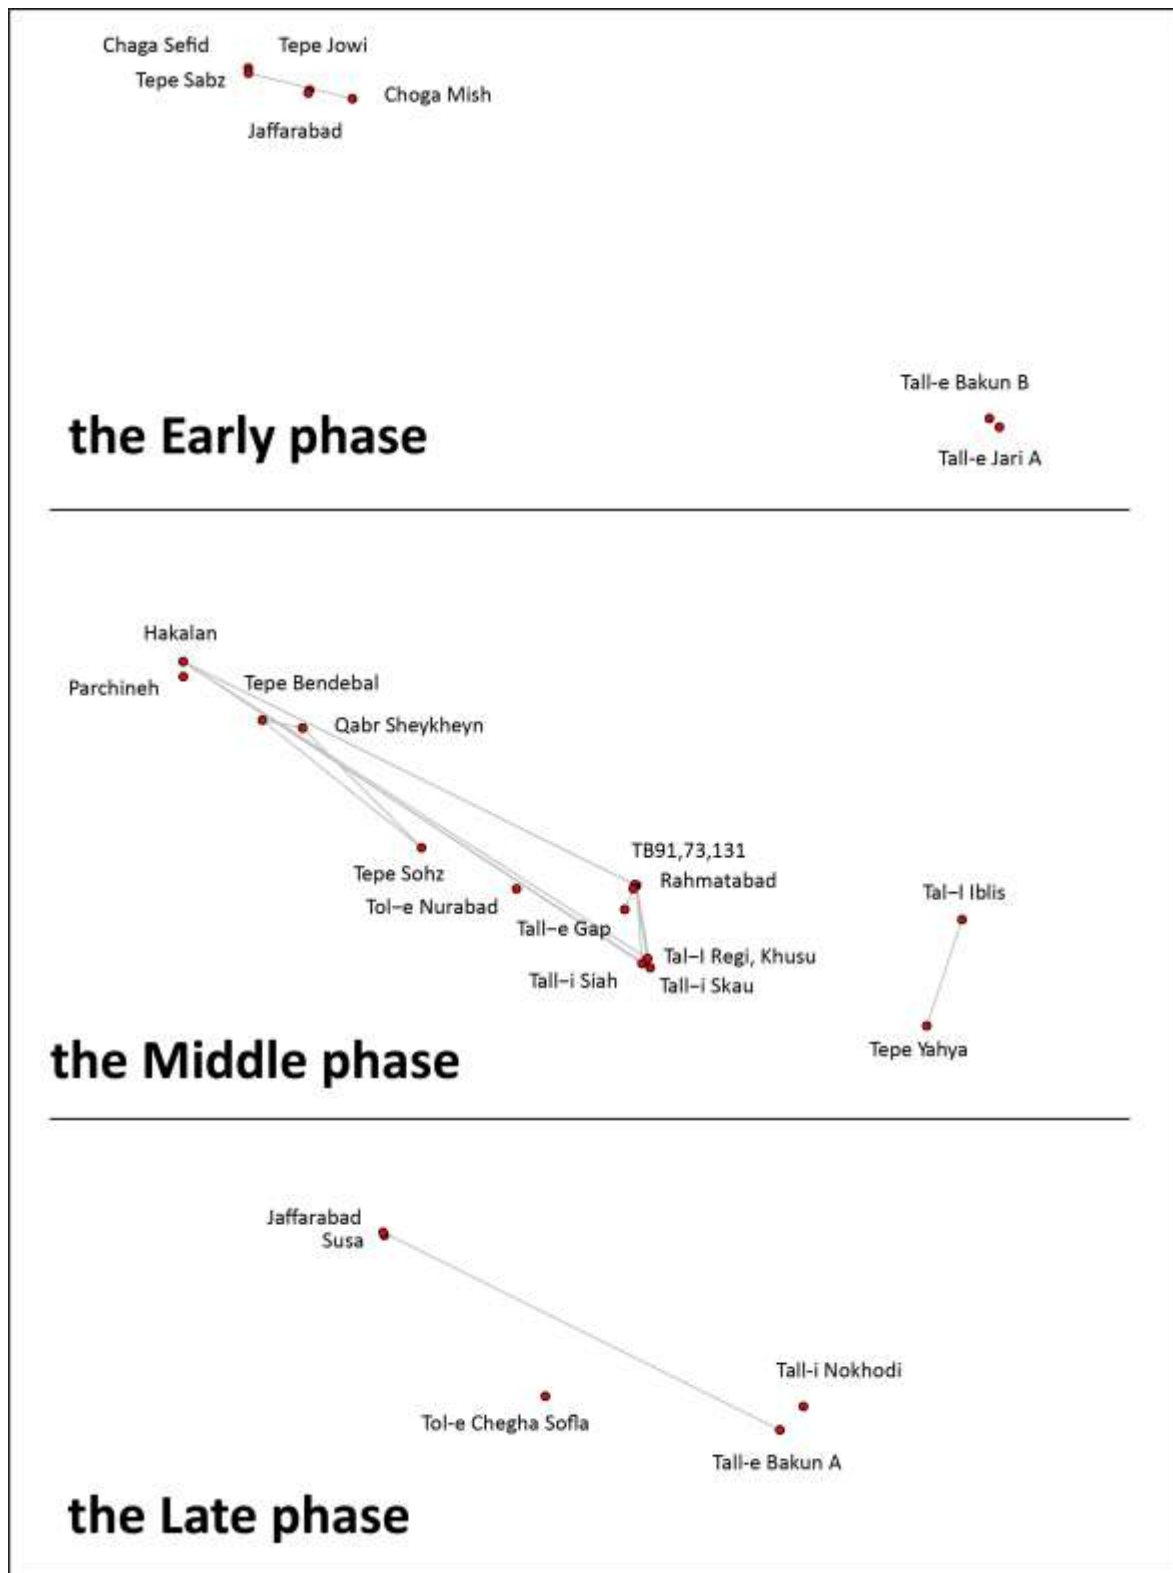 Chaga Sefid
Tepe Jowi
Tepe Sabz
Choga Mish
Jaffarabad
Tall-e Bakun B
the Early phase
Tall-e Jari A
Hakalan
Parchineh
Tepe Bendebal
Qabr Sheykheyn
TB91,73,131
Tepe Sohz
Rahmatabad
Tal–I Iblis
Tol–e Nurabad
Tall–e Gap
Tal–I Regi, Khusu
Tall–i Siah
Tall–i Skau
the Middle phase
Tepe Yahya
Jaffarabad
Susa
Tall-i Nokhodi
Tol-e Chegha Sofla
Tall-e Bakun A
the Late phase